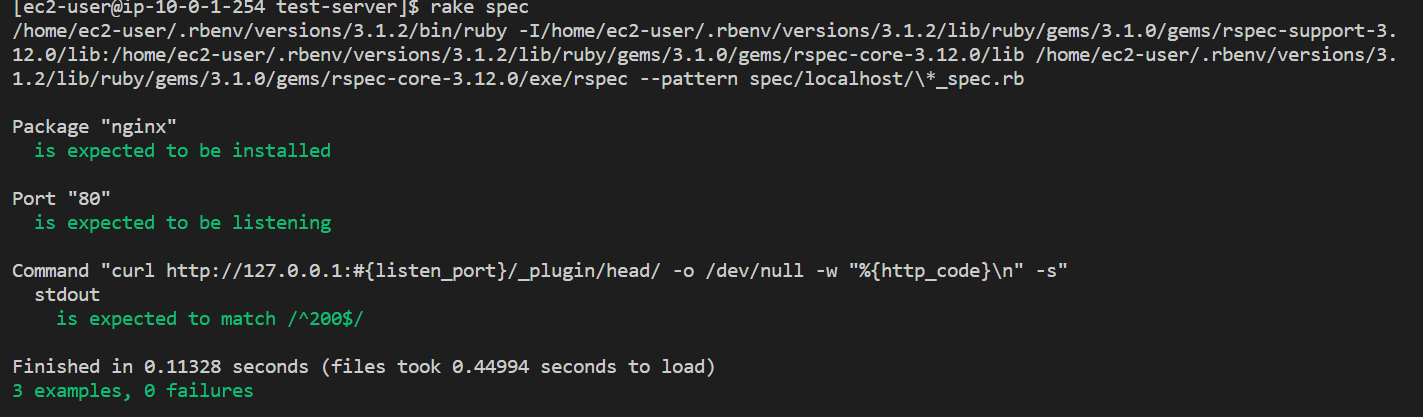 [ec2-user@ip-10-0-1-254 test-server]$ rake spec
/home/ec2-user/.rbenv/versions/3.1.2/bin/ruby -I/home/ec2-user/.rbenv/versions/3.1.2/lib/ruby/gems/3.1.0/gems/rspec-support-3.
12.0/lib:/home/ec2-user/.rbenv/versions/3.1.2/lib/ruby/gems/3.1.0/gems/rspec-core-3.12.0/lib /home/ec2-user/.rbenv/versions/3.
1.2/lib/ruby/gems/3.1.0/gems/rspec-core-3.12.0/exe/rspec --pattern spec/localhost/\*_spec.rb
Package "nginx"
is expected to be installed
Port "80"
is expected to be listening
Command "curl http://127.0.0.1:#{listen_port}/_plugin/head/ -o /dev/null -w "%{http_code}\n" -s"
stdout
is expected to match /^200$/
Finished in 0.11328 seconds (files took 0.44994 seconds to load)
3 examples, 0 failures